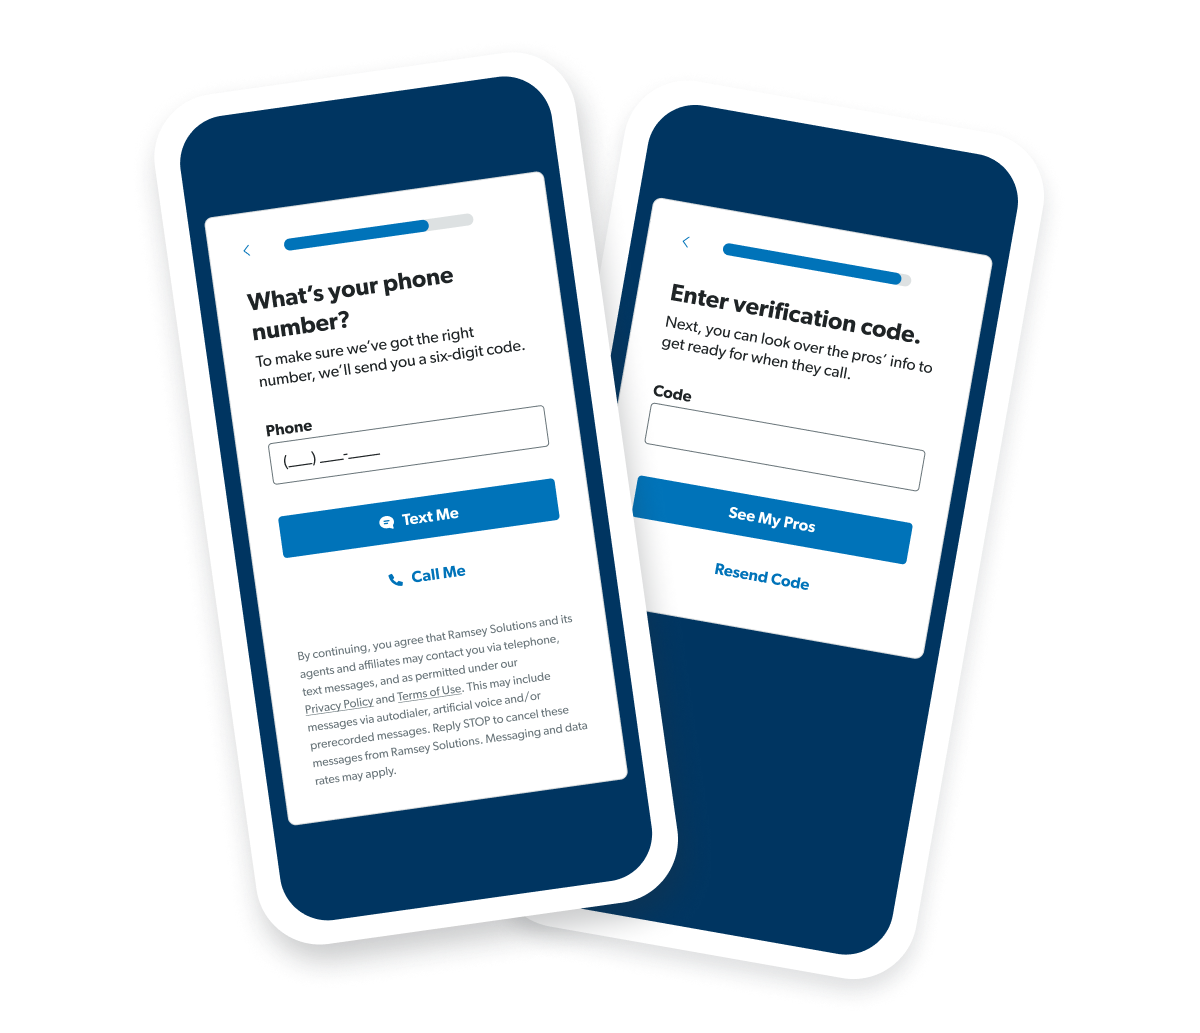 What’s your phone
number?
To make sure we’ve got the right
number, we’ll send you a six-digit code.
Phone
(___) ___-____
Text Me
Call Me
By continuing, you agree that Ramsey Solutions and its
agents and affiliates may contact you via telephone,
text messages, and as permitted under our
Privacy Policy and Terms of Use. This may include
messages via autodialer, artificial voice and/or
prerecorded messages. Reply STOP to cancel these
messages from Ramsey Solutions. Messaging and data
rates may apply.
Enter verification code.
Next, you can look over the pros’ info to
get ready for when they call.
Code
See My Pros
Resend Code